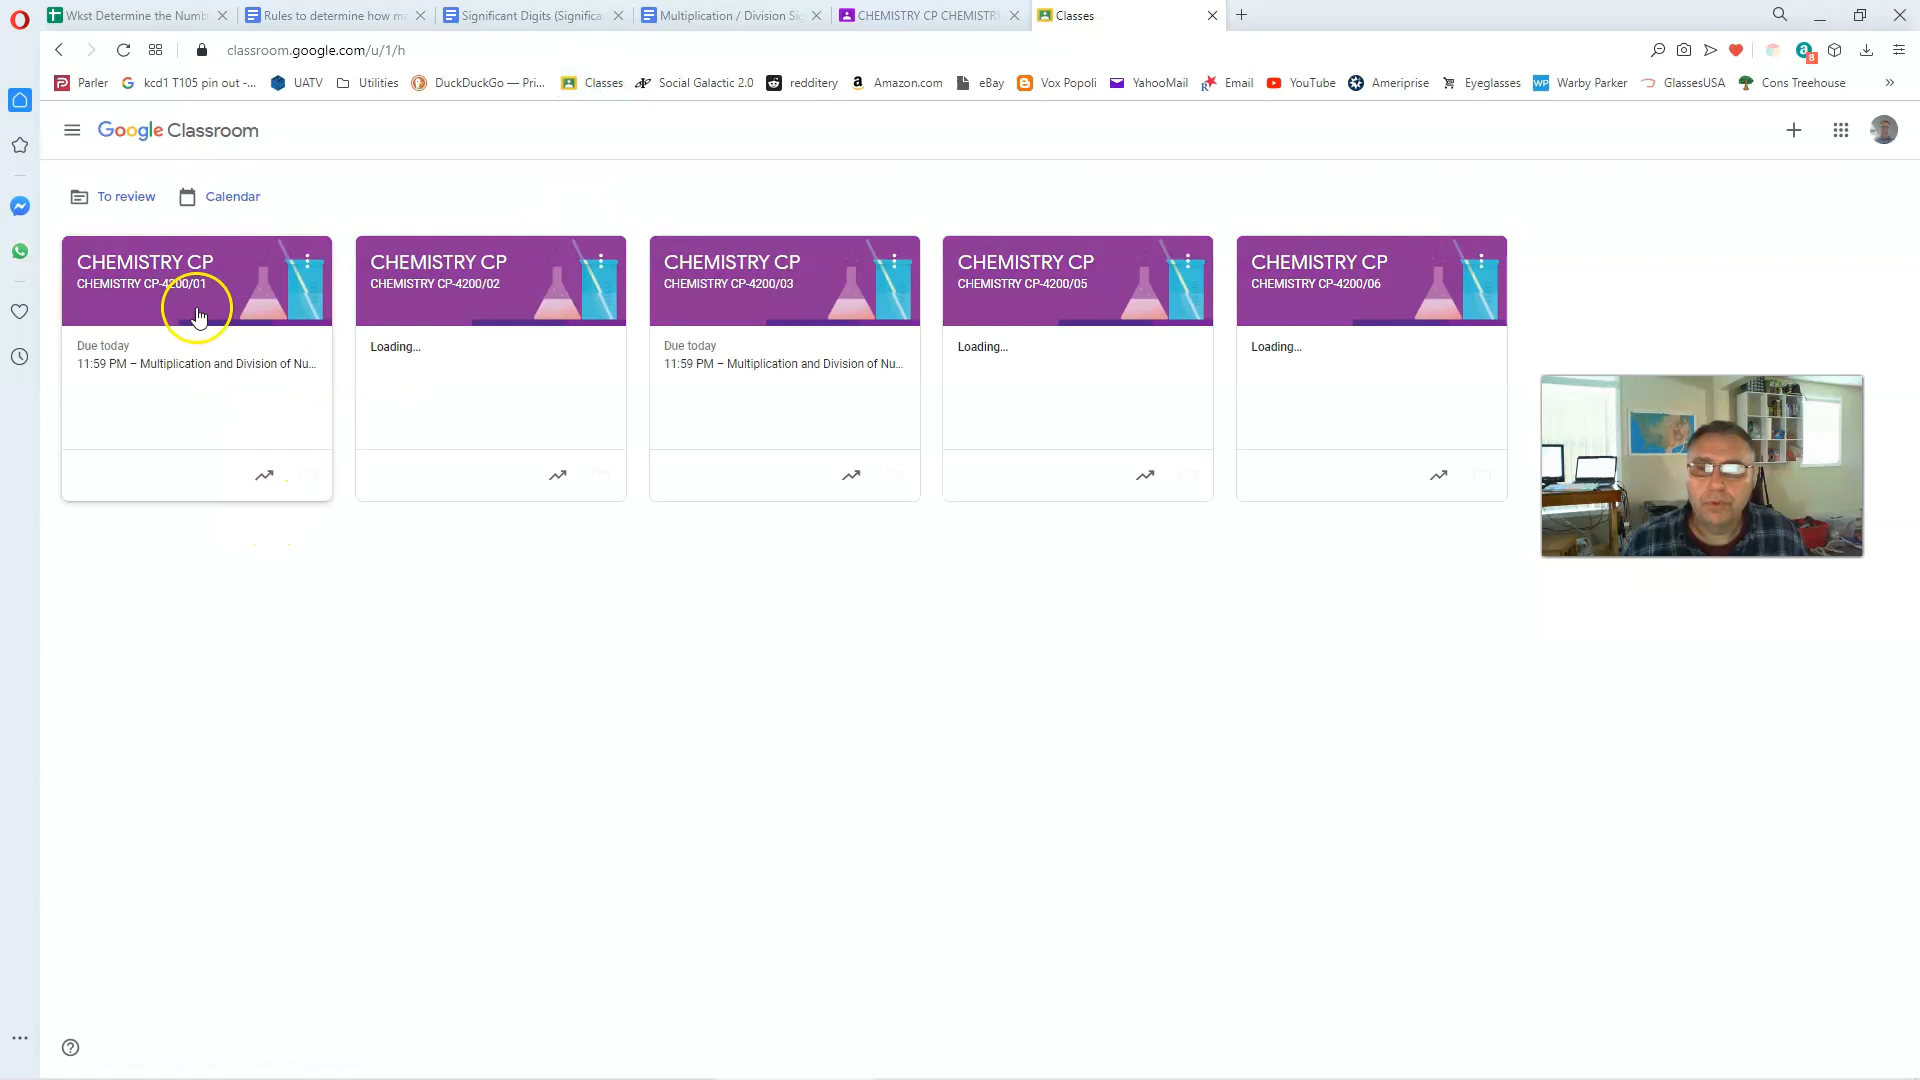 Wkst Determine the Numb
Rules to determine how m
Significant Digits (Significa
Multiplication / Division Si
CHEMISTRY CP CHEMISTR
Classes
classroom.google.com/u/1/h
Parler
kcd1 T105 pin out -...
UATV
Utilities
DuckDuckGo — Pri...
Classes
Social Galactic 2.0
redditery
Amazon.com
eBay
Vox Popoli
YahooMail
Email
YouTube
Ameriprise
Eyeglasses
WP
Warby Parker
GlassesUSA
Cons Treehouse
8
Google Classroom
To review
Calendar
CHEMISTRY CP
CHEMISTRY CP-4200/01
Due today
11:59 PM – Multiplication and Division of Nu...
CHEMISTRY CP
CHEMISTRY CP-4200/02
Loading...
CHEMISTRY CP
CHEMISTRY CP-4200/03
Due today
11:59 PM – Multiplication and Division of Nu...
CHEMISTRY CP
CHEMISTRY CP-4200/05
Loading...
CHEMISTRY CP
CHEMISTRY CP-4200/06
Loading...